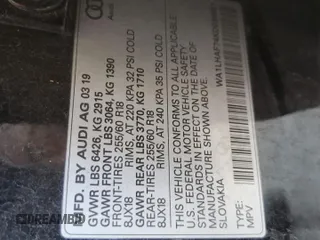 Audi
MFD. BY AUDI AG 03 19
GVWR LBS 6426, KG 2915
GAWR FRONT LBS 3064, KG 1390
FRONT-TIRES 255/60 R18
8JX18 RIMS, AT 220 KPA 32 PSI COLD
GAWR REAR LBS 3770, KG 1710
REAR-TIRES 255/60 R18
8JX18 RIMS, AT 240 KPA 35 PSI COLD
THIS VEHICLE CONFORMS TO ALL APPLICABLE
U.S. FEDERAL MOTOR VEHICLE SAFETY
STANDARDS IN EFFECT ON THE DATE OF
MANUFACTURE SHOWN ABOVE.
SLOVAKIA
TYPE:
MPV